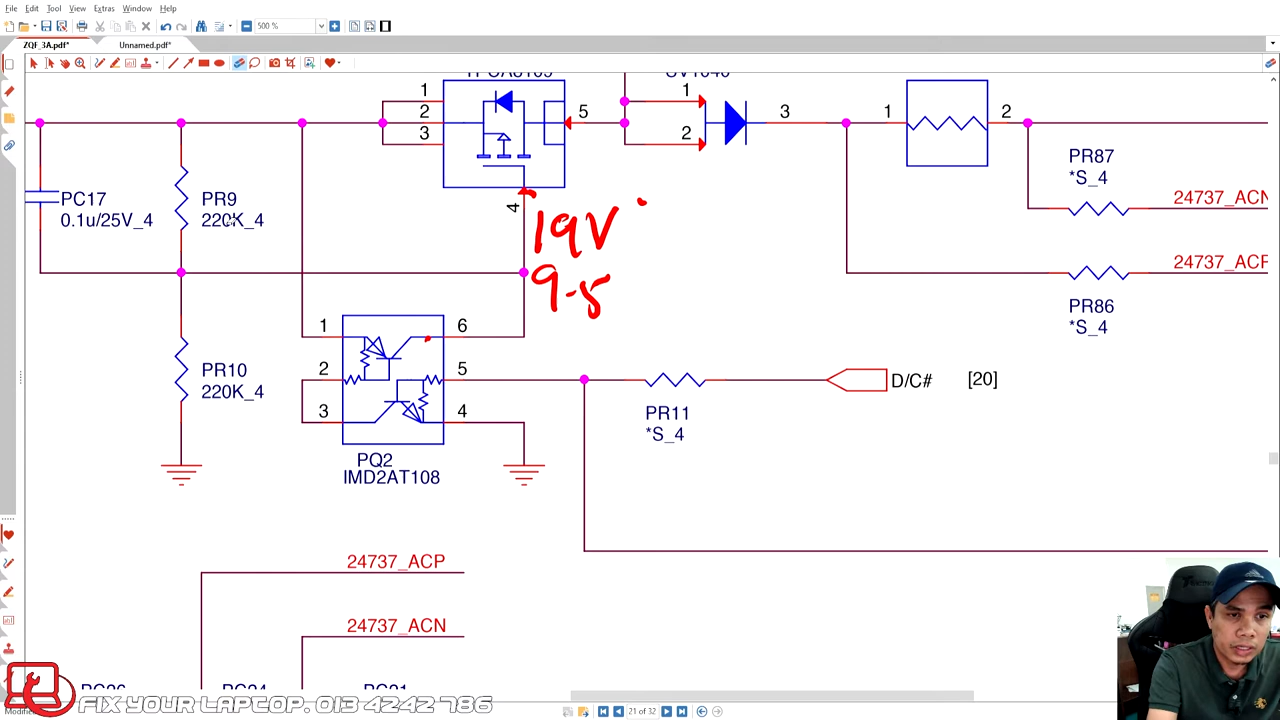 File Edit Tool View Extras Window Help
500 %
ZQF_3A.pdf* Unnamed.pdf*
1
2
3
5
4
1
2
3
1
2
PC17
0.1u/25V_4
PR9
220K_4
PR87
*S_4
24737_ACN
24737_ACP
PR86
*S_4
19V
9.5
PR10
220K_4
1
2
3
6
5
4
PQ2
IMD2AT108
PR11
*S_4
D/C# [20]
24737_ACP
24737_ACN
FIX YOUR LAPTOP. 013 4242 786
21 of 32